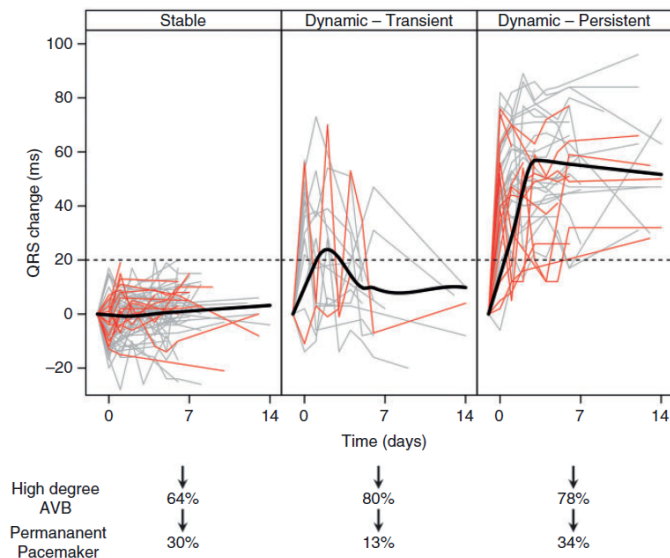 Stable Dynamic – Transient Dynamic – Persistent
100
80
60
40
20
0
–20
QRS change (ms)
0 7 14 0 7 14 0 7 14
Time (days)
High degree
AVB
64% 80% 78%
Permananent
Pacemaker
30% 13% 34%